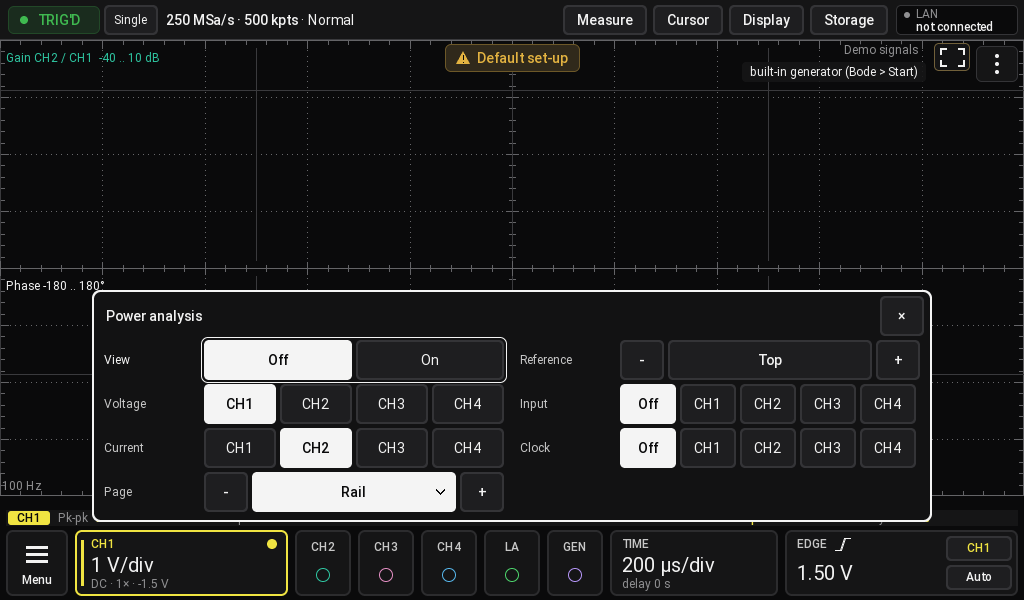 TRIG'D
Single
250 MSa/s · 500 kpts · Normal
Measure
Cursor
Display
Storage
LAN
not connected
Gain CH2 / CH1 -40 .. 10 dB
Default set-up
Demo signals
built-in generator (Bode > Start)
Phase -180 .. 180°
Power analysis
×
View
Off
On
Reference
-
Top
+
Voltage
CH1
CH2
CH3
CH4
Input
Off
CH1
CH2
CH3
CH4
Current
CH1
CH2
CH3
CH4
Clock
Off
CH1
CH2
CH3
CH4
Page
-
Rail
+
100 Hz
CH1
Pk-pk
Menu
CH1
1 V/div
DC · 1× · -1.5 V
CH2
CH3
CH4
LA
GEN
TIME
200 µs/div
delay 0 s
EDGE
1.50 V
CH1
Auto